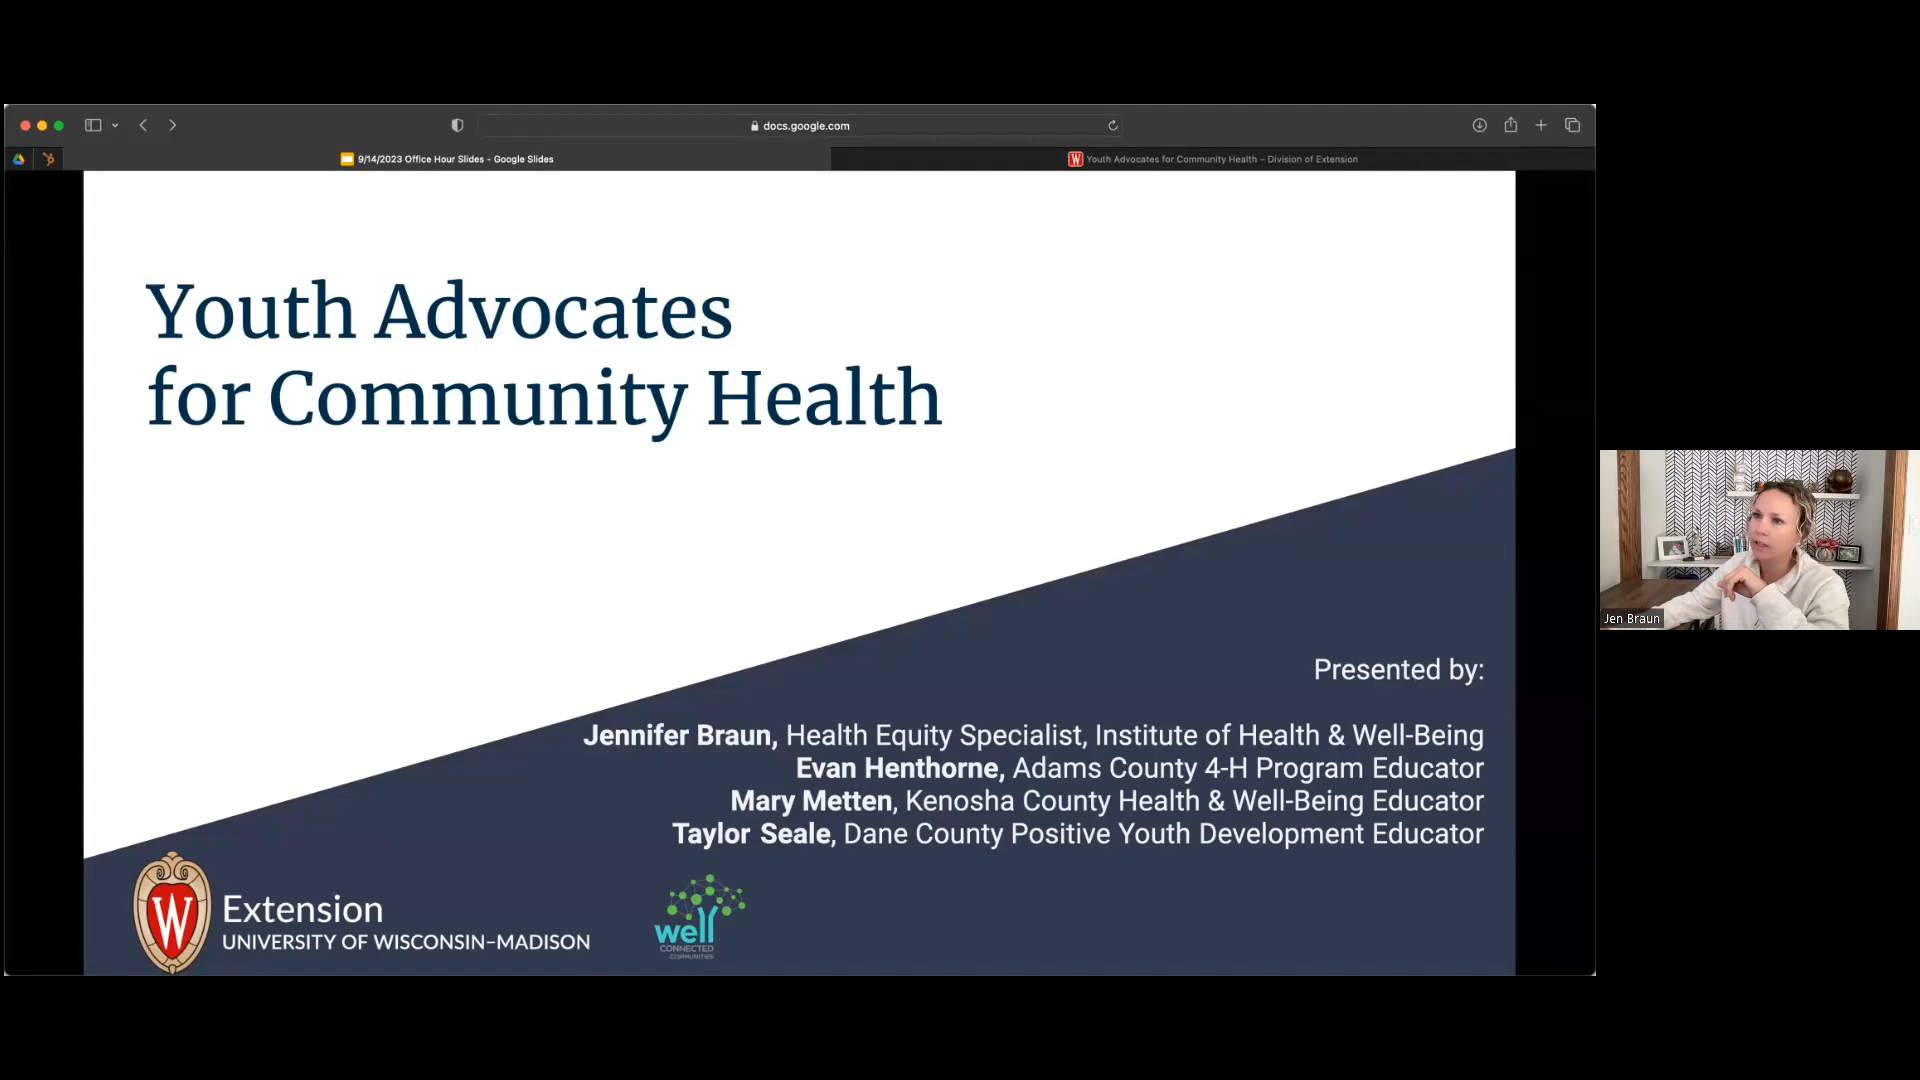 docs.google.com
9/14/2023 Office Hour Slides - Google Slides
W Youth Advocates for Community Health – Division of Extension
Youth Advocates
for Community Health
Presented by:
Jennifer Braun, Health Equity Specialist, Institute of Health & Well-Being
Evan Henthorne, Adams County 4-H Program Educator
Mary Metten, Kenosha County Health & Well-Being Educator
Taylor Seale, Dane County Positive Youth Development Educator
W
Extension
UNIVERSITY OF WISCONSIN–MADISON
well
CONNECTED
COMMUNITIES
Jen Braun